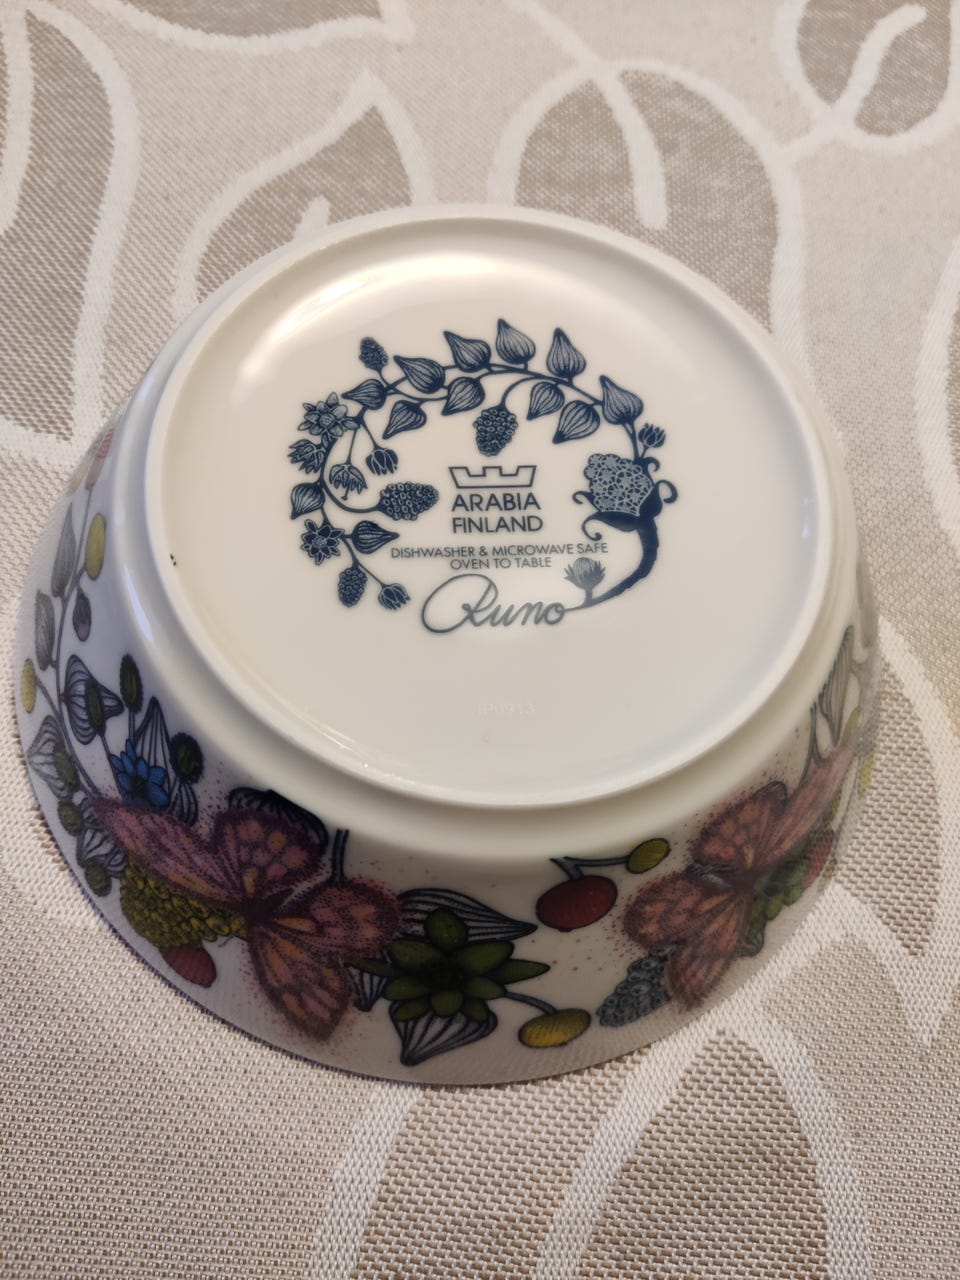 ARABIA
FINLAND
DISHWASHER & MICROWAVE SAFE
OVEN TO TABLE
Runo